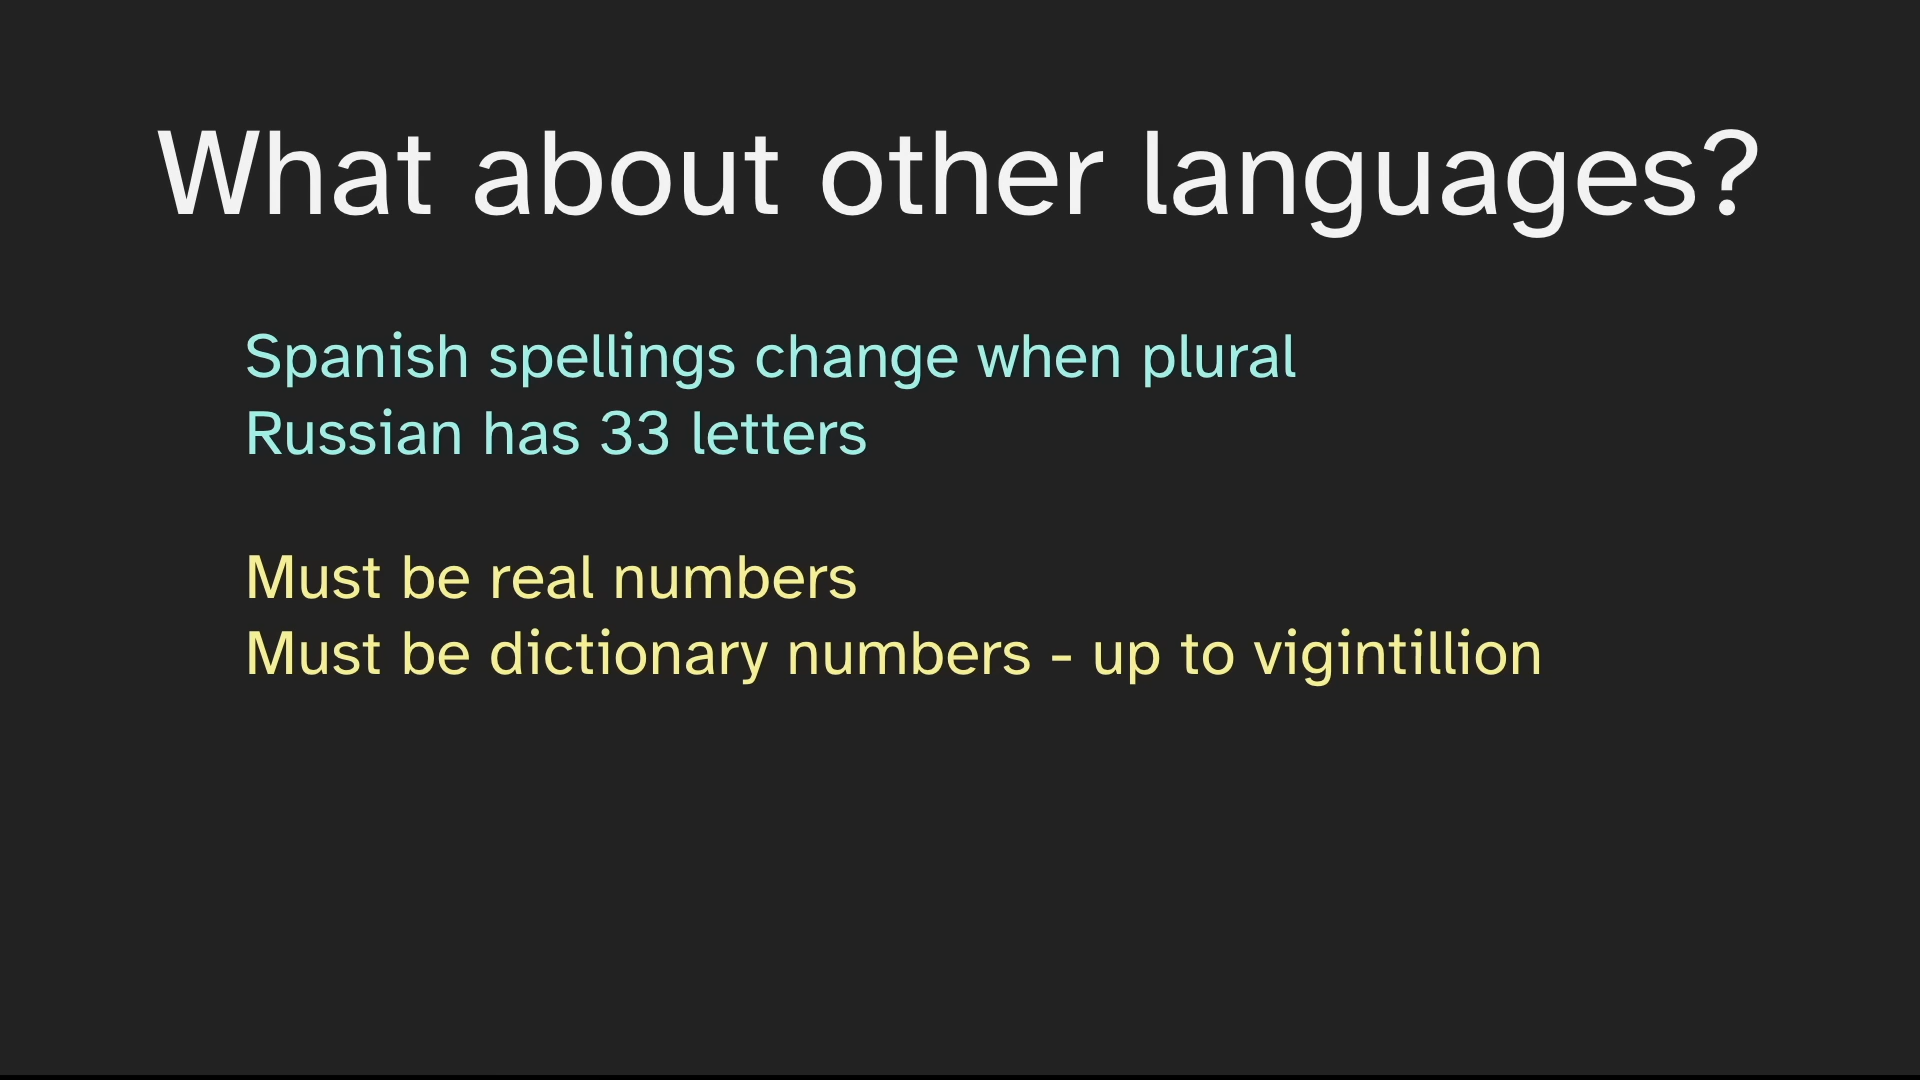 What about other languages?
Spanish spellings change when plural
Russian has 33 letters
Must be real numbers
Must be dictionary numbers - up to vigintillion